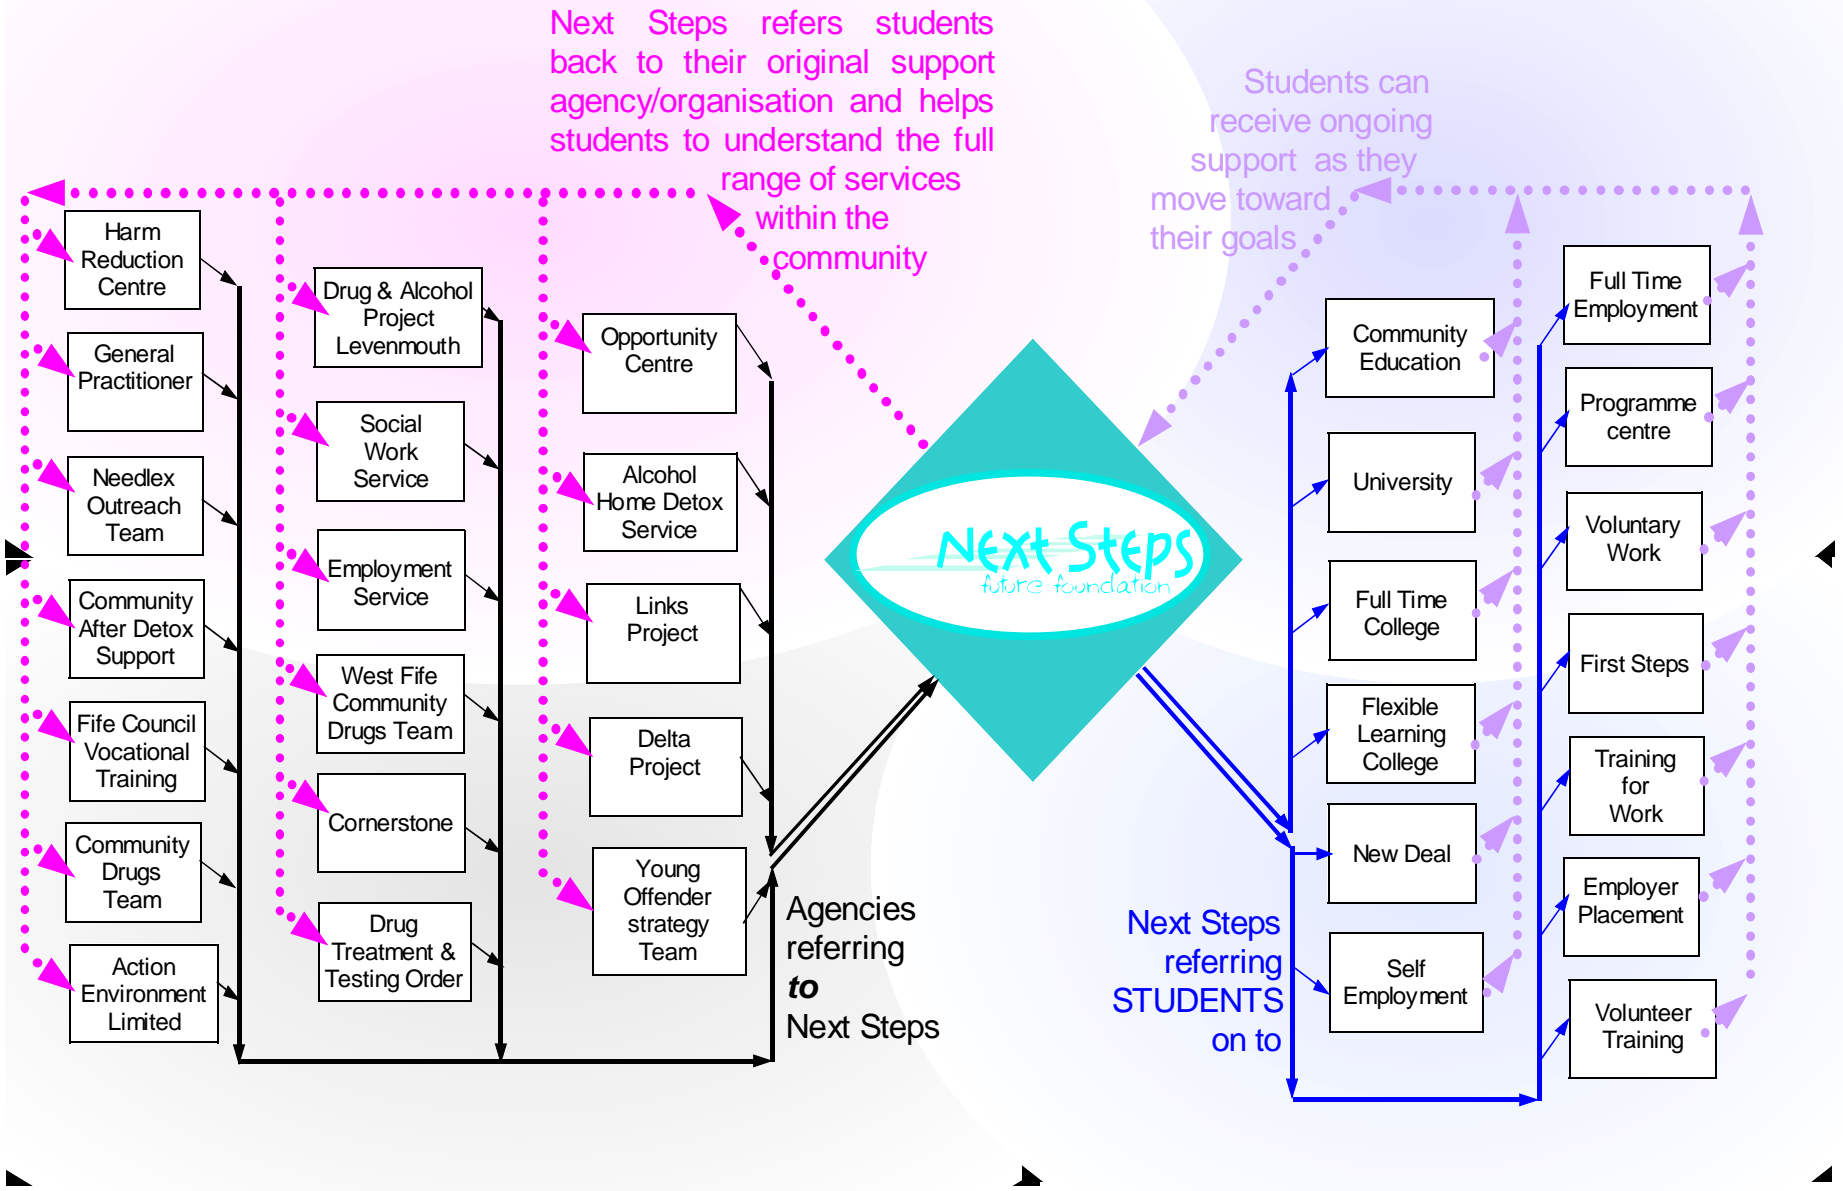 Next Steps refers students
back to their original support
agency/organisation and helps
students to understand the full
range of services
within the
community
Students can
receive ongoing
support as they
move toward
their goals
Harm
Reduction
Centre
General
Practitioner
Needlex
Outreach
Team
Community
After Detox
Support
Fife Council
Vocational
Training
Community
Drugs
Team
Action
Environment
Limited
Drug & Alcohol
Project
Levenmouth
Social
Work
Service
Employment
Service
West Fife
Community
Drugs Team
Cornerstone
Drug
Treatment &
Testing Order
Opportunity
Centre
Alcohol
Home Detox
Service
Links
Project
Delta
Project
Young
Offender
strategy
Team
Agencies
referring
to
Next Steps
Next Steps
future foundation
Next Steps
referring
STUDENTS
on to
Community
Education
University
Full Time
College
Flexible
Learning
College
New Deal
Self
Employment
Full Time
Employment
Programme
centre
Voluntary
Work
First Steps
Training
for
Work
Employer
Placement
Volunteer
Training